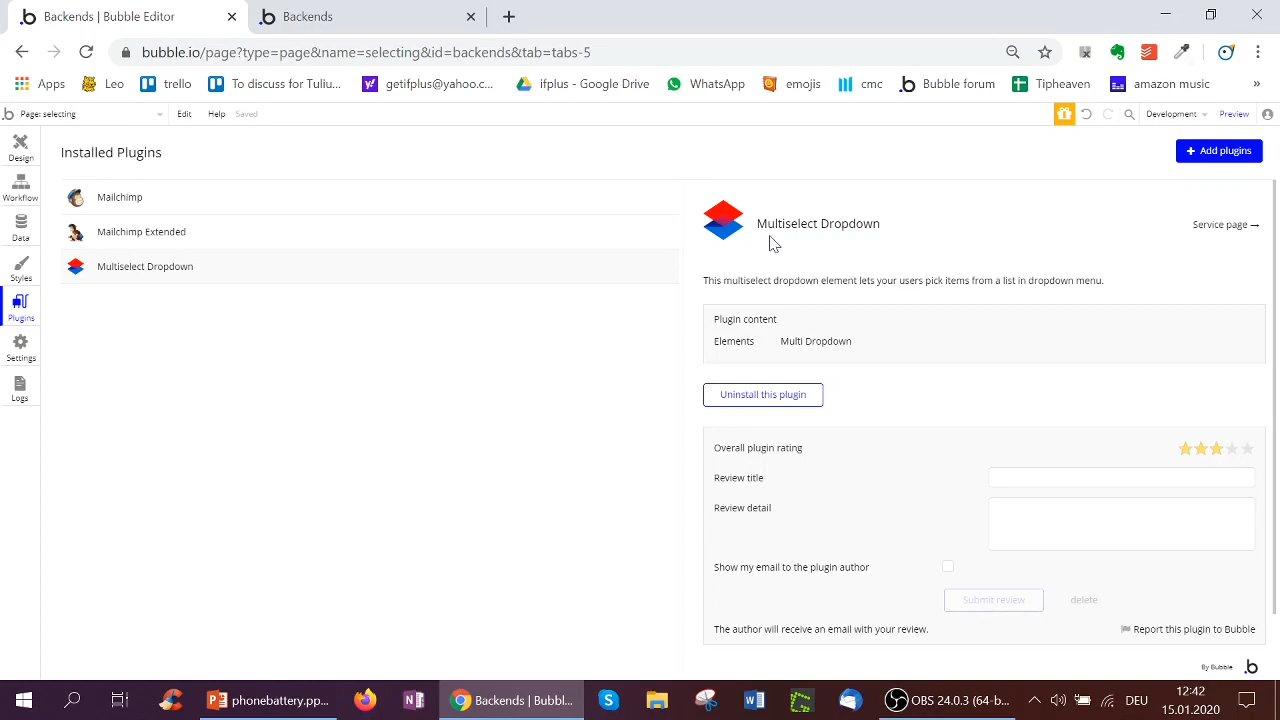 Backends | Bubble Editor
Backends
bubble.io/page?type=page&name=selecting&id=backends&tab=tabs-5
Apps
Leo
trello
To discuss for Tuliu...
getifplus@yahoo.c...
ifplus - Google Drive
WhatsApp
emojis
cmc
Bubble forum
Tipheaven
amazon music
»
Page: selecting
Edit
Help
Saved
Development
Preview
Design
Workflow
Data
Styles
Plugins
Settings
Logs
Installed Plugins
+ Add plugins
Mailchimp
Mailchimp Extended
Multiselect Dropdown
Multiselect Dropdown
Service page →
This multiselect dropdown element lets your users pick items from a list in dropdown menu.
Plugin content
Elements Multi Dropdown
Uninstall this plugin
Overall plugin rating
Review title
Review detail
Show my email to the plugin author
Submit review
delete
The author will receive an email with your review.
Report this plugin to Bubble
By Bubble
phonebattery.pp...
Backends | Bubbl...
OBS 24.0.3 (64-b...
DEU
12:42
15.01.2020